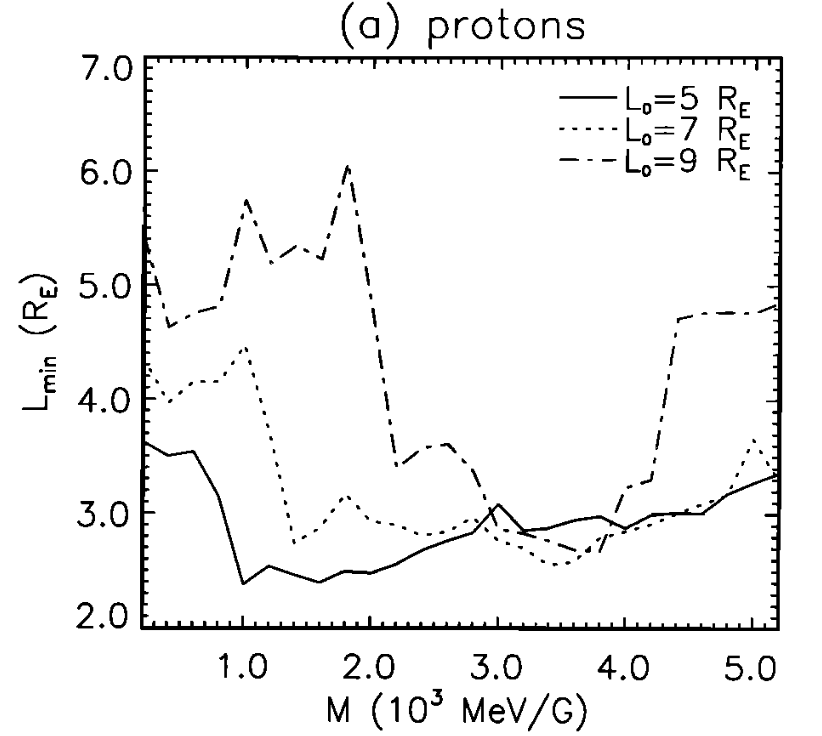 (a) protons
7.0
6.0
5.0
4.0
3.0
2.0
L_min (R_E)
L₀=5 R_E
L₀=7 R_E
L₀=9 R_E
1.0 2.0 3.0 4.0 5.0
M (10³ MeV/G)